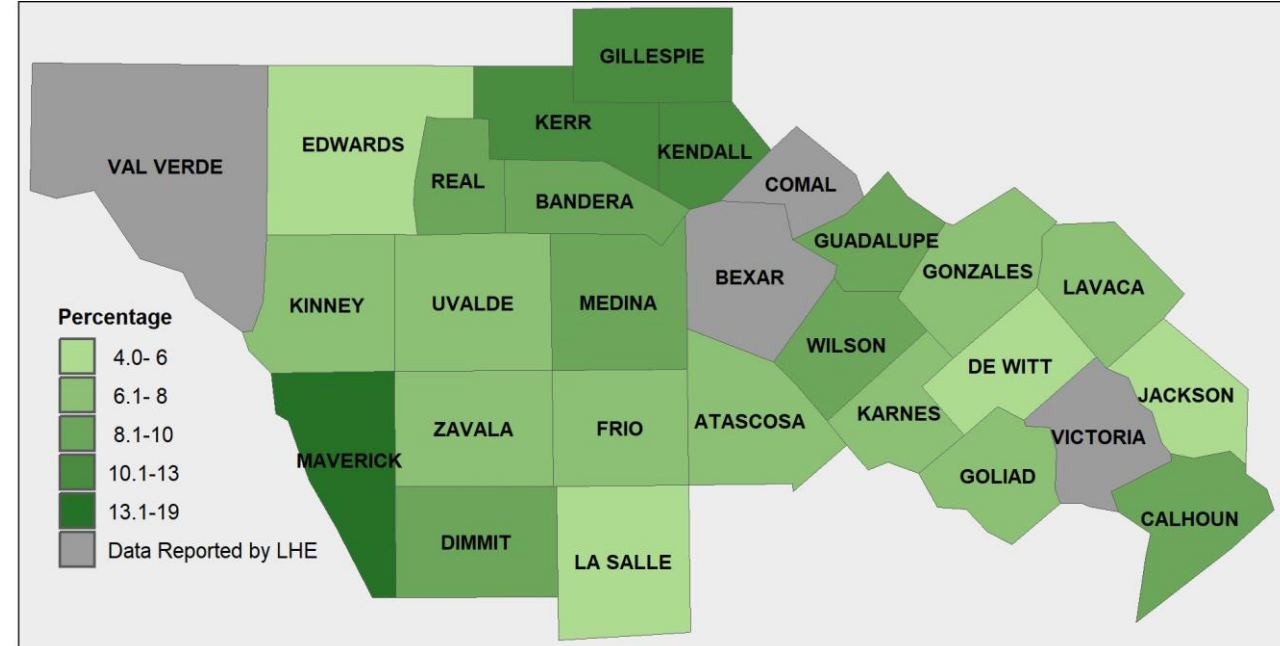 GILLESPIE
KERR
EDWARDS
KENDALL
VAL VERDE
REAL
COMAL
BANDERA
GUADALUPE
GONZALES
BEXAR
LAVACA
KINNEY
UVALDE
MEDINA
WILSON
DE WITT
JACKSON
KARNES
ATASCOSA
ZAVALA
FRIO
VICTORIA
MAVERICK
GOLIAD
CALHOUN
DIMMIT
LA SALLE
Percentage
4.0- 6
6.1- 8
8.1-10
10.1-13
13.1-19
Data Reported by LHE